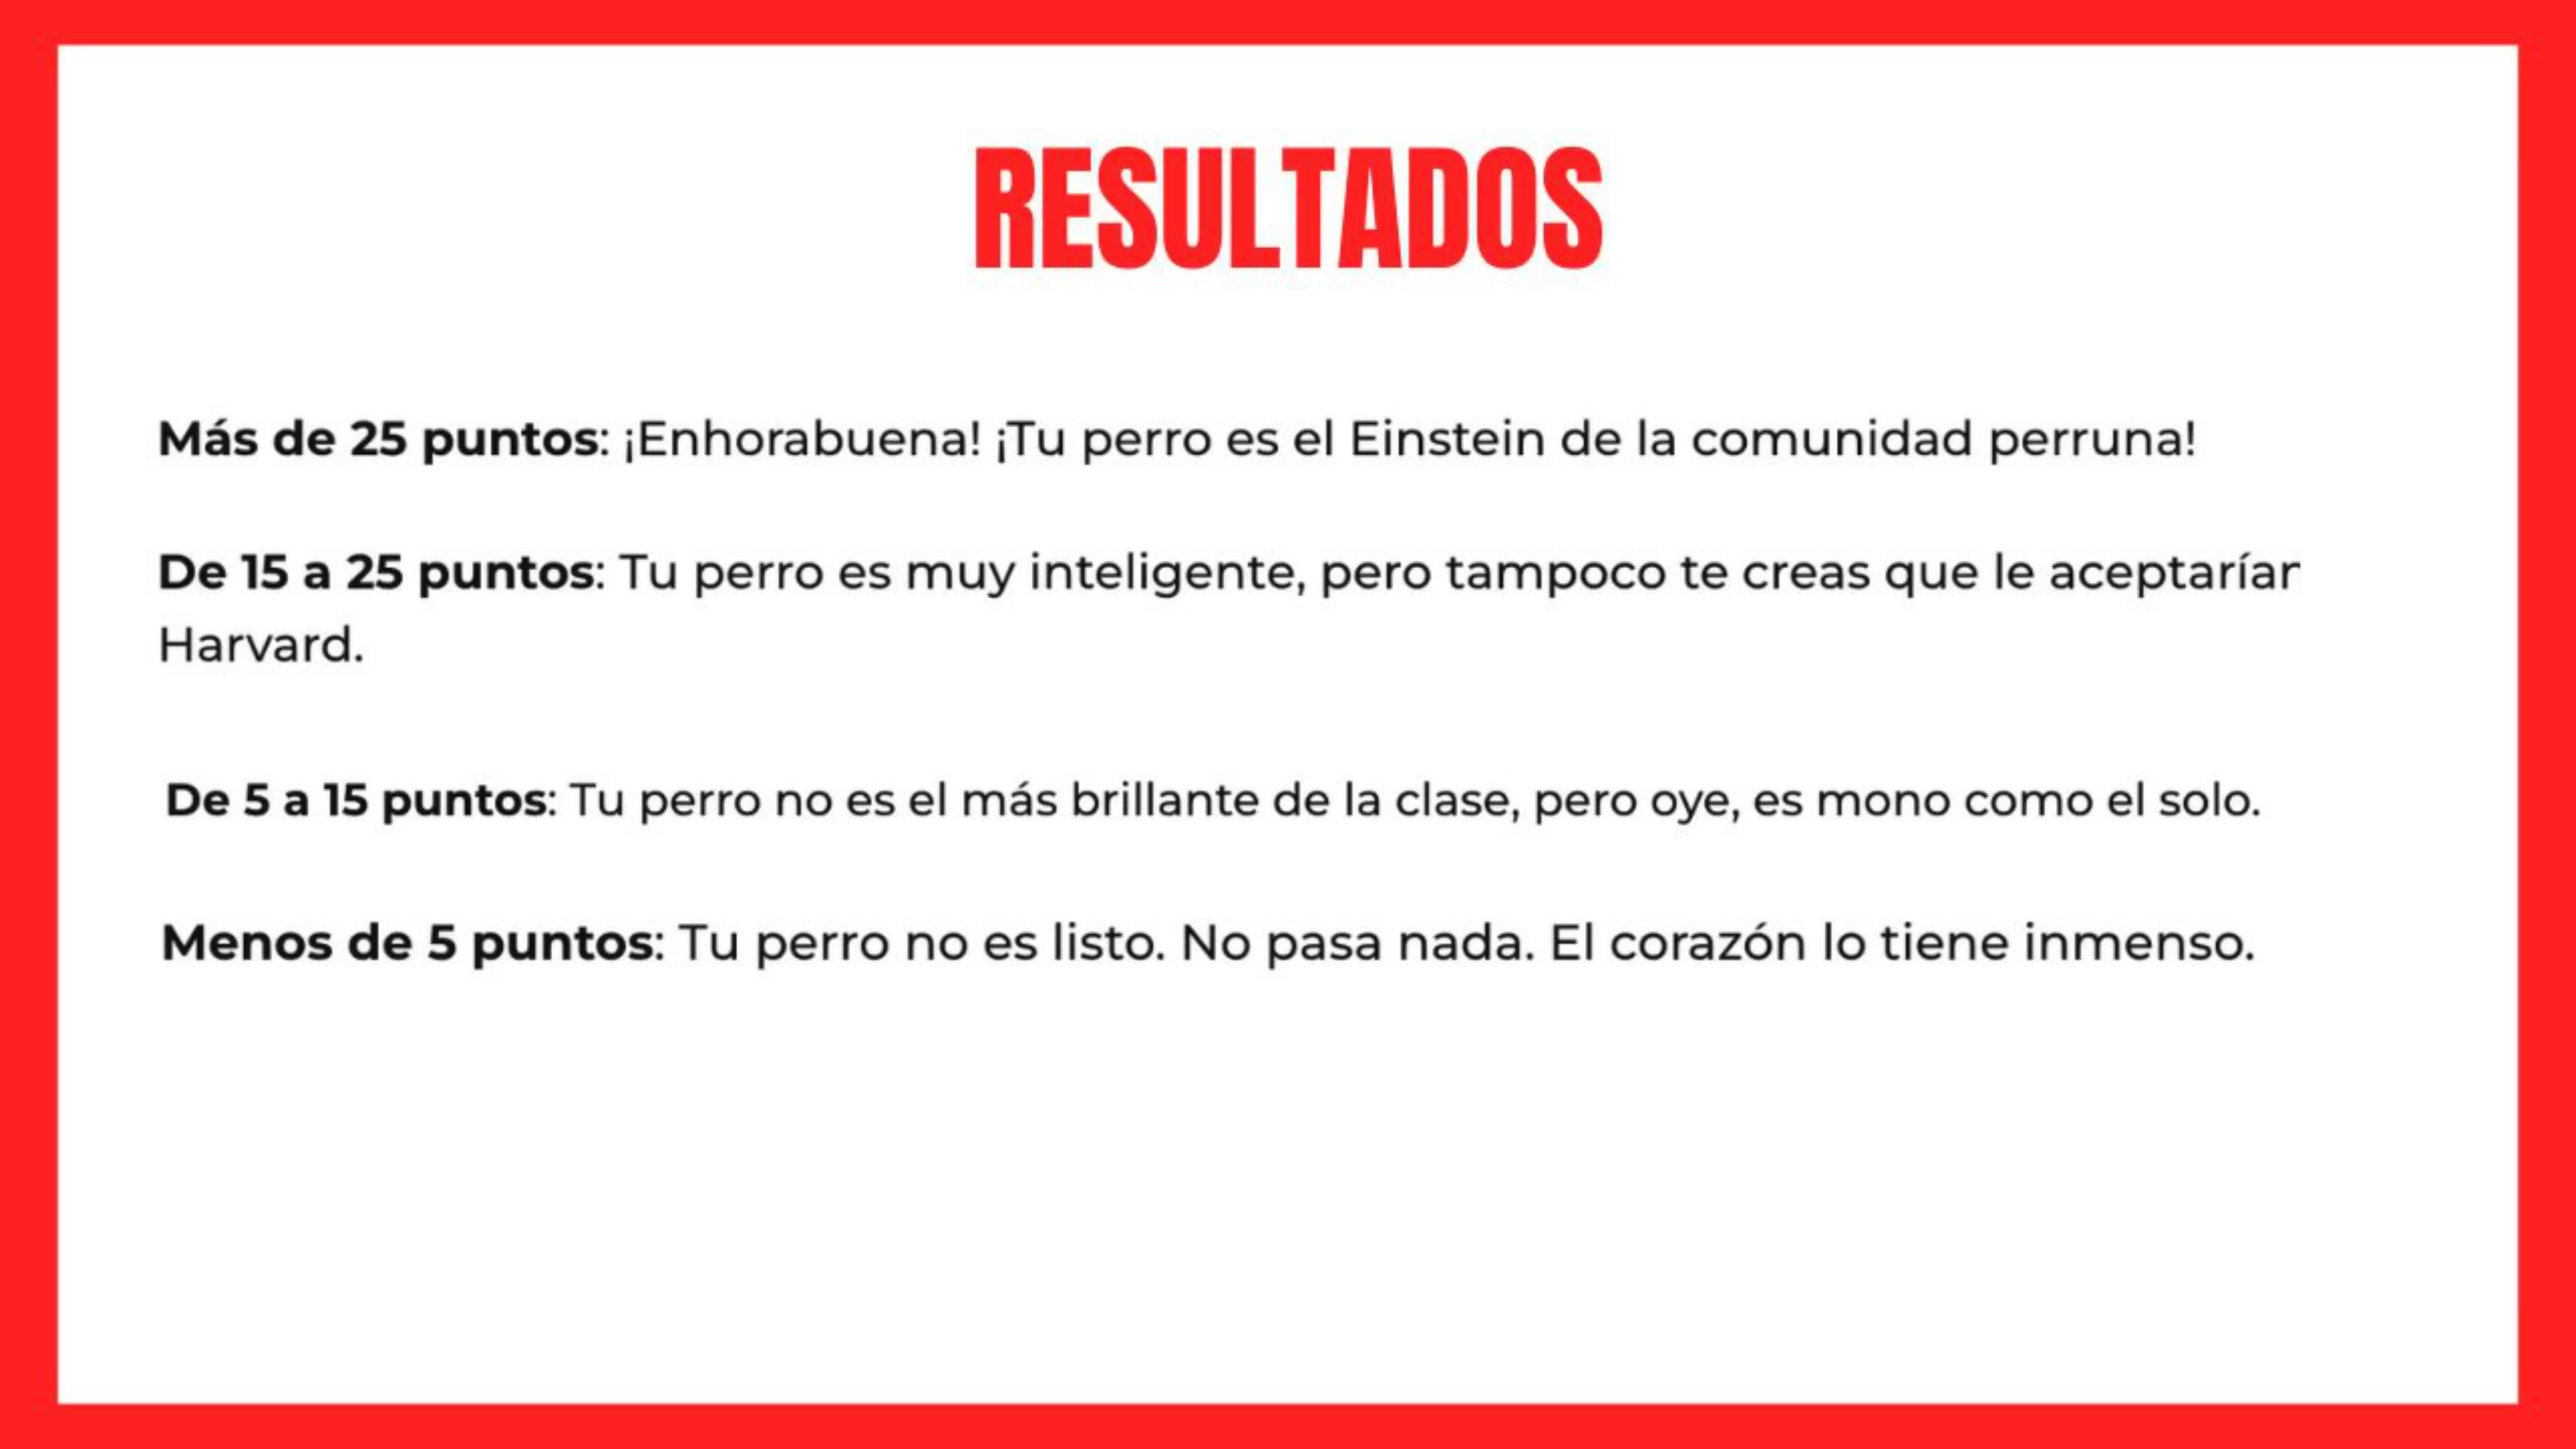 RESULTADOS
Más de 25 puntos: ¡Enhorabuena! ¡Tu perro es el Einstein de la comunidad perruna!
De 15 a 25 puntos: Tu perro es muy inteligente, pero tampoco te creas que le aceptarían
Harvard.
De 5 a 15 puntos: Tu perro no es el más brillante de la clase, pero oye, es mono como el solo.
Menos de 5 puntos: Tu perro no es listo. No pasa nada. El corazón lo tiene inmenso.